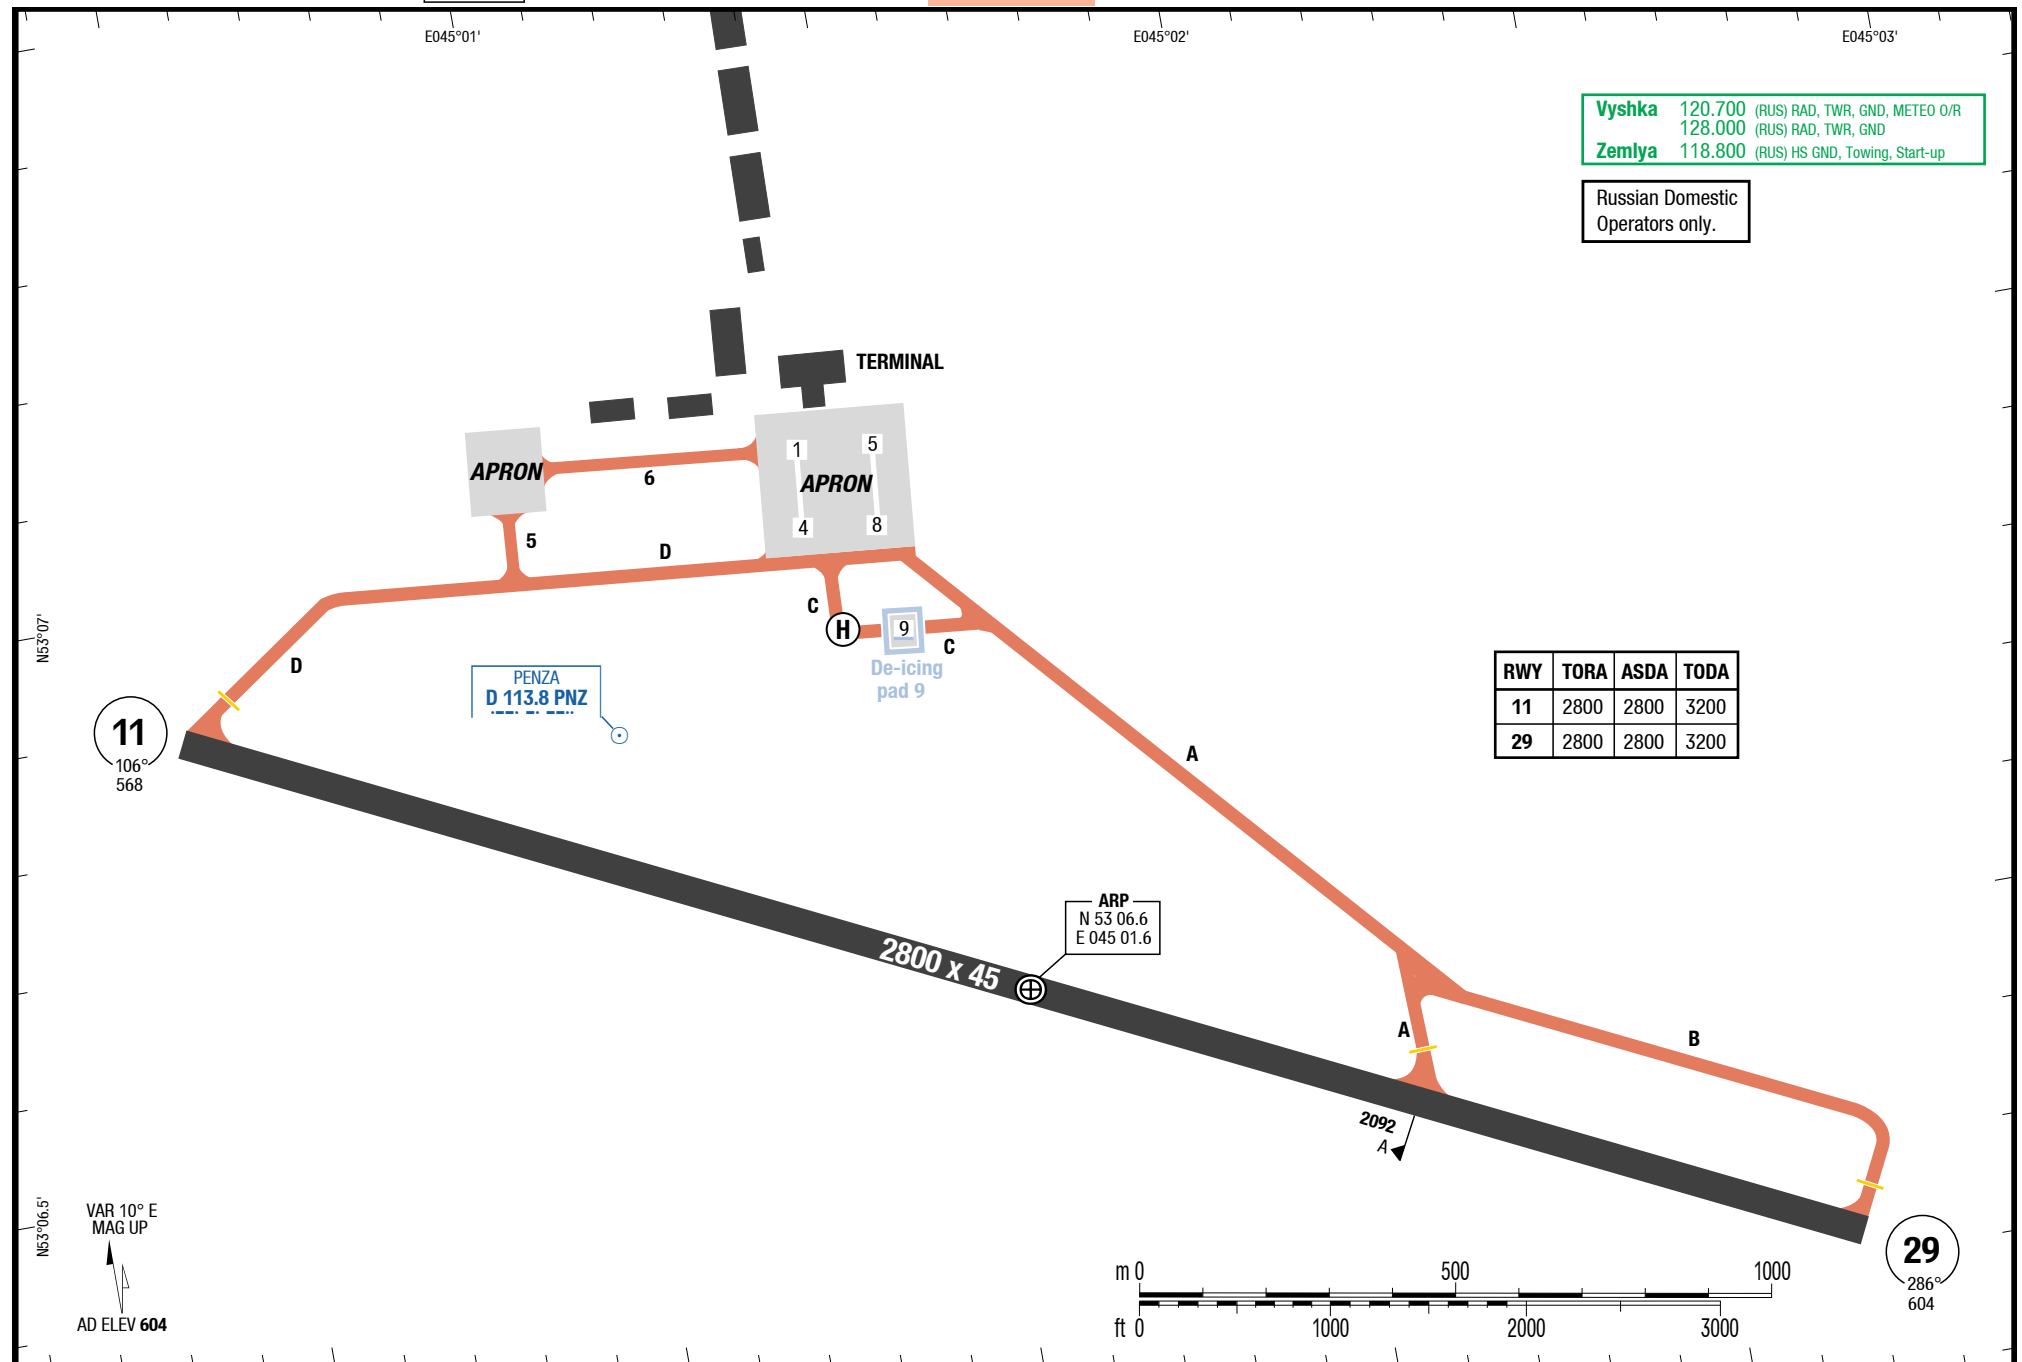 E045°01'
E045°02'
E045°03'
Vyshka 120.700 (RUS) RAD, TWR, GND, METEO O/R
128.000 (RUS) RAD, TWR, GND
Zemlya 118.800 (RUS) HS GND, Towing, Start-up
Russian Domestic
Operators only.
TERMINAL
1
5
APRON
APRON
6
4
8
5
D
C
H
9
C
De-icing
pad 9
N53°07'
D
PENZA
D 113.8 PNZ
11
106°
568
A
RWY TORA ASDA TODA
11 2800 2800 3200
29 2800 2800 3200
ARP
N 53 06.6
E 045 01.6
2800 x 45
A
B
2092
A
N53°06.5'
VAR 10° E
MAG UP
AD ELEV 604
29
286°
604
m 0 500 1000
ft 0 1000 2000 3000